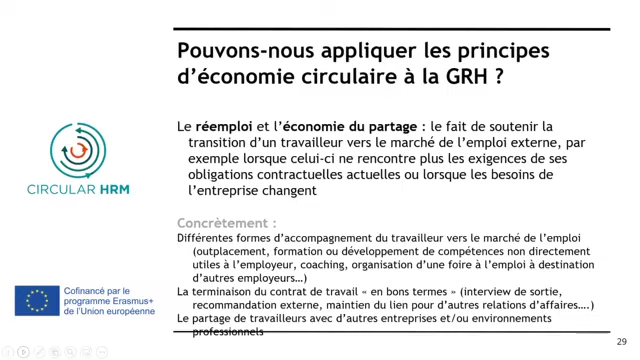 Pouvons-nous appliquer les principes
d’économie circulaire à la GRH ?
Le réemploi et l’économie du partage : le fait de soutenir la
transition d’un travailleur vers le marché de l’emploi externe, par
exemple lorsque celui-ci ne rencontre plus les exigences de ses
obligations contractuelles actuelles ou lorsque les besoins de
l’entreprise changent
CIRCULAR HRM
Concrètement :
Différentes formes d’accompagnement du travailleur vers le marché de l’emploi
(outplacement, formation ou développement de compétences non directement
utiles à l’employeur, coaching, organisation d’une foire à l’emploi à destination
d’autres employeurs…)
La terminaison du contrat de travail « en bons termes » (interview de sortie,
recommandation externe, maintien du lien pour d’autres relations d’affaires….)
Le partage de travailleurs avec d’autres entreprises et/ou environnements
professionnels
Cofinancé par le
programme Erasmus+
de l’Union européenne
29